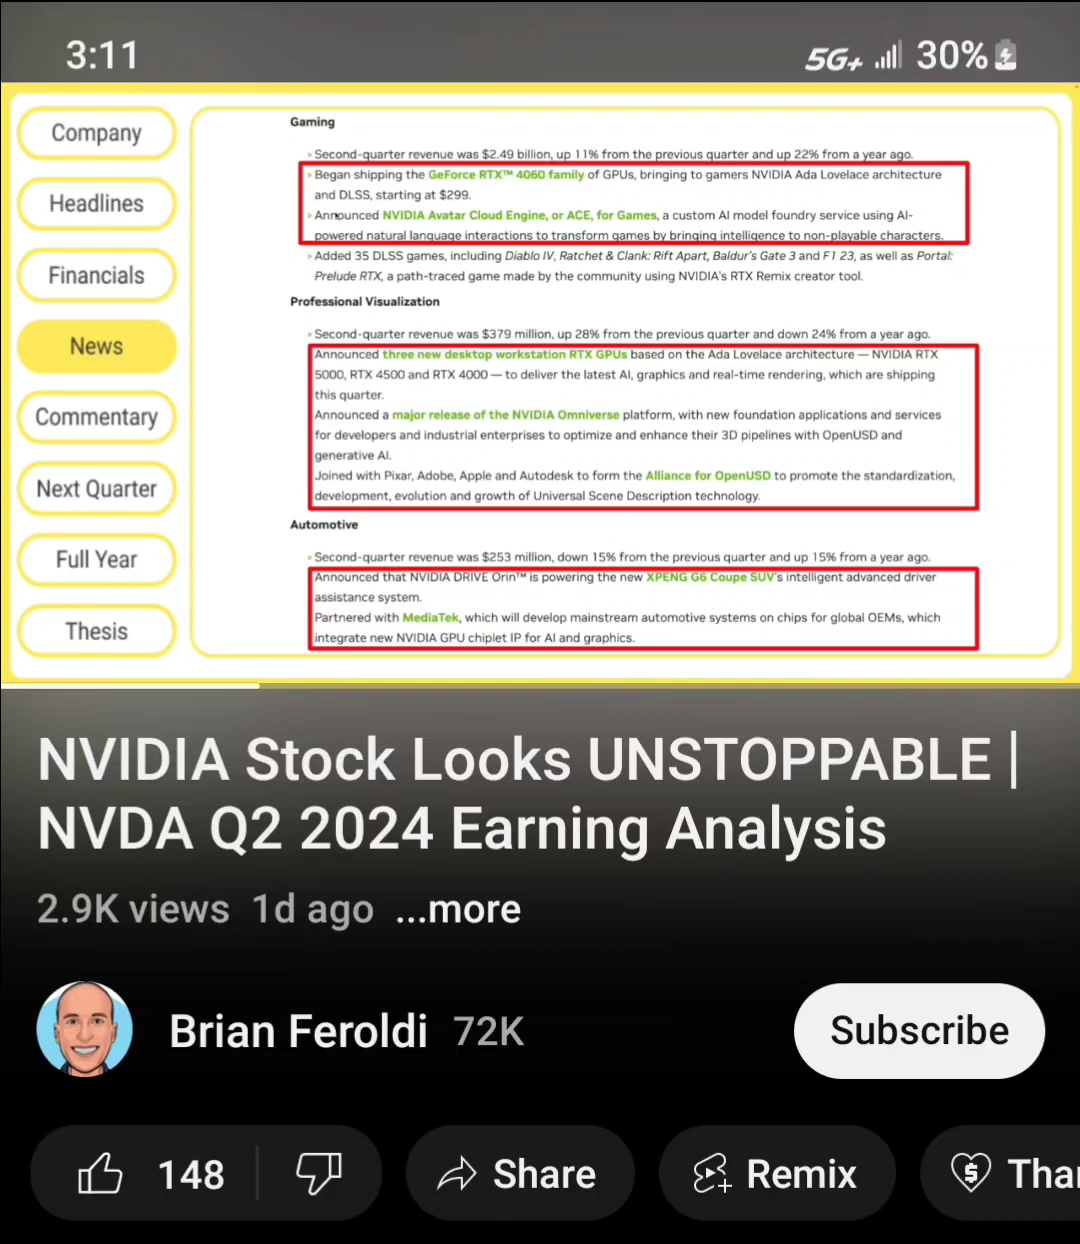 3:11
5G+ 30%
Company
Headlines
Financials
News
Commentary
Next Quarter
Full Year
Thesis
Gaming
Second-quarter revenue was $2.49 billion, up 11% from the previous quarter and up 22% from a year ago.
Began shipping the GeForce RTX™ 4060 family of GPUs, bringing to gamers NVIDIA Ada Lovelace architecture
and DLSS, starting at $299.
Announced NVIDIA Avatar Cloud Engine, or ACE, for Games, a custom AI model foundry service using AI-
powered natural language interactions to transform games by bringing intelligence to non-playable characters.
Added 35 DLSS games, including Diablo IV, Ratchet & Clank: Rift Apart, Baldur's Gate 3 and F1 23, as well as Portal:
Prelude RTX, a path-traced game made by the community using NVIDIA's RTX Remix creator tool.
Professional Visualization
Second-quarter revenue was $379 million, up 28% from the previous quarter and down 24% from a year ago.
Announced three new desktop workstation RTX GPUs based on the Ada Lovelace architecture — NVIDIA RTX
5000, RTX 4500 and RTX 4000 — to deliver the latest AI, graphics and real-time rendering, which are shipping
this quarter.
Announced a major release of the NVIDIA Omniverse platform, with new foundation applications and services
for developers and industrial enterprises to optimize and enhance their 3D pipelines with OpenUSD and
generative AI.
Joined with Pixar, Adobe, Apple and Autodesk to form the Alliance for OpenUSD to promote the standardization,
development, evolution and growth of Universal Scene Description technology.
Automotive
Second-quarter revenue was $253 million, down 15% from the previous quarter and up 15% from a year ago.
Announced that NVIDIA DRIVE Orin™ is powering the new XPENG G6 Coupe SUV's intelligent advanced driver
assistance system.
Partnered with MediaTek, which will develop mainstream automotive systems on chips for global OEMs, which
integrate new NVIDIA GPU chiplet IP for AI and graphics.
NVIDIA Stock Looks UNSTOPPABLE |
NVDA Q2 2024 Earning Analysis
2.9K views 1d ago ...more
Brian Feroldi 72K
Subscribe
148
Share
Remix
Than